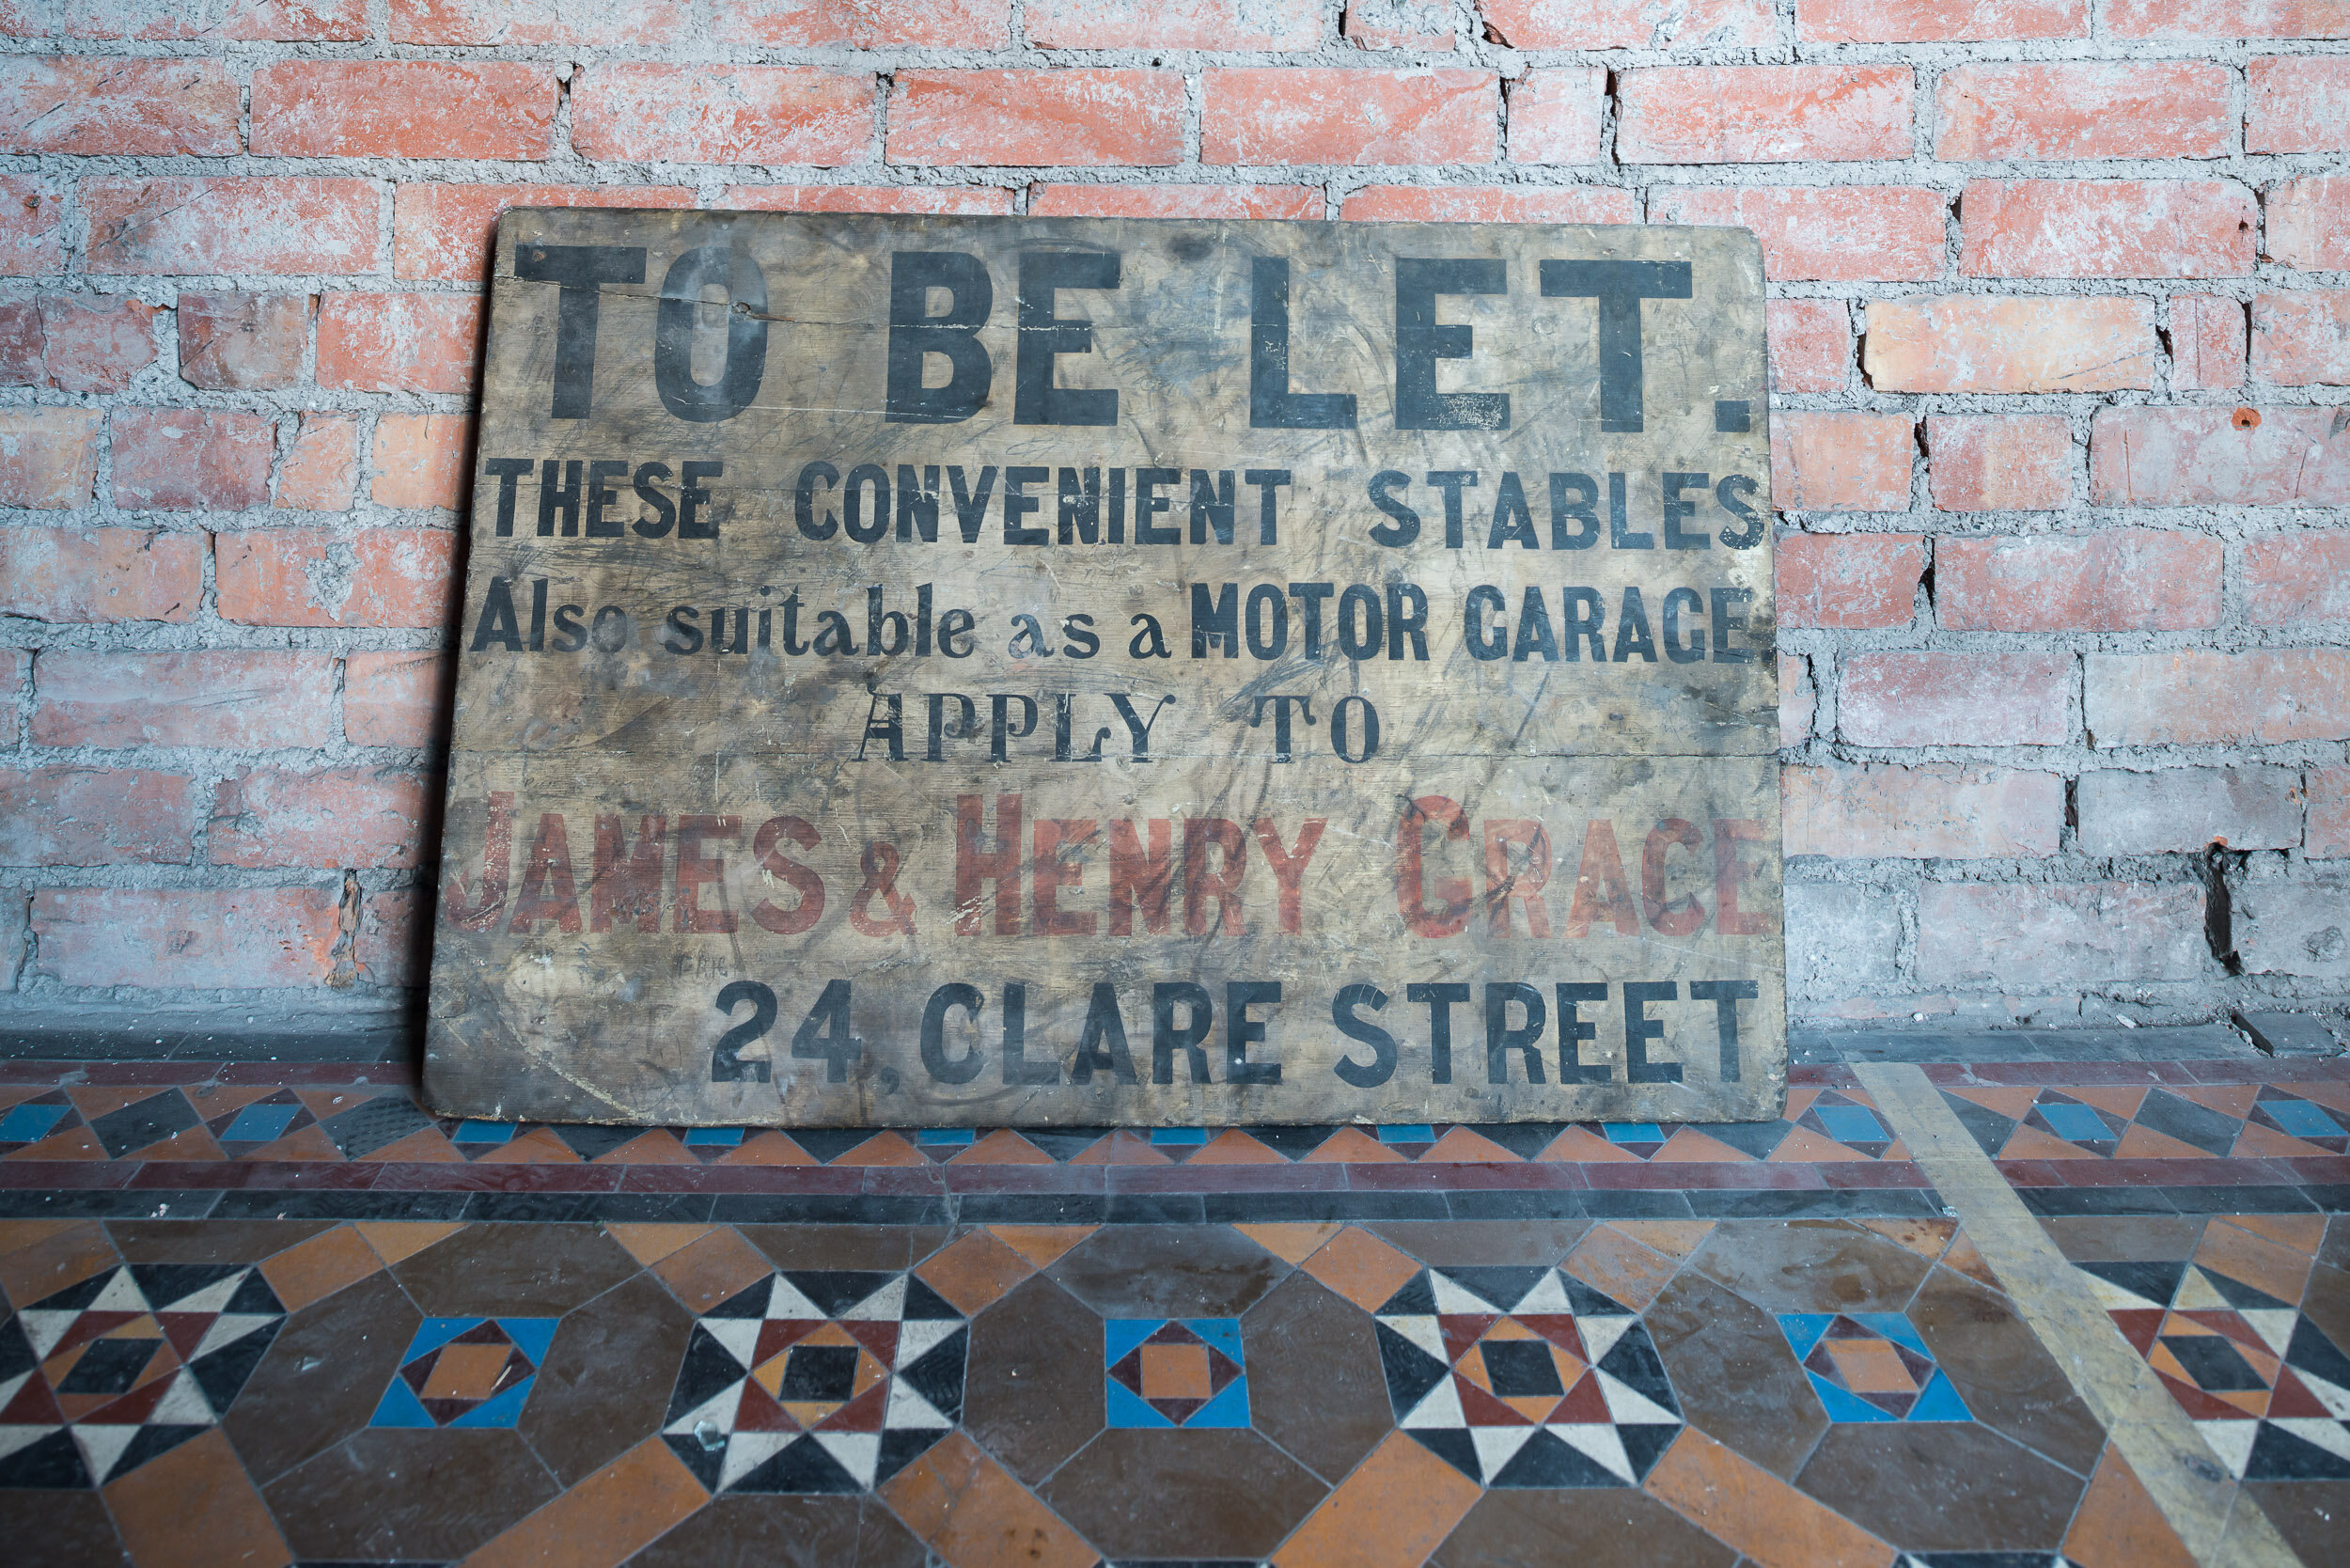 TO BE LET.
THESE CONVENIENT STABLES
Also suitable as a MOTOR GARAGE
APPLY TO
JAMES & HENRY GRACE
24, CLARE STREET